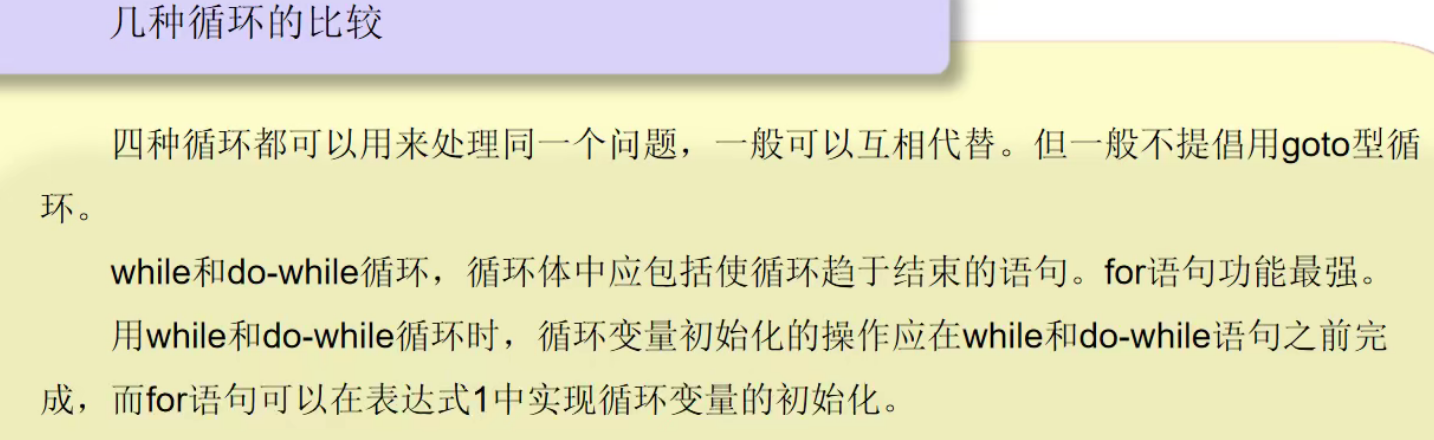 几种循环的比较
四种循环都可以用来处理同一个问题，一般可以互相代替。但一般不提倡用goto型循
环。
while和do-while循环，循环体中应包括使循环趋于结束的语句。for语句功能最强。
用while和do-while循环时，循环变量初始化的操作应在while和do-while语句之前完
成，而for语句可以在表达式1中实现循环变量的初始化。